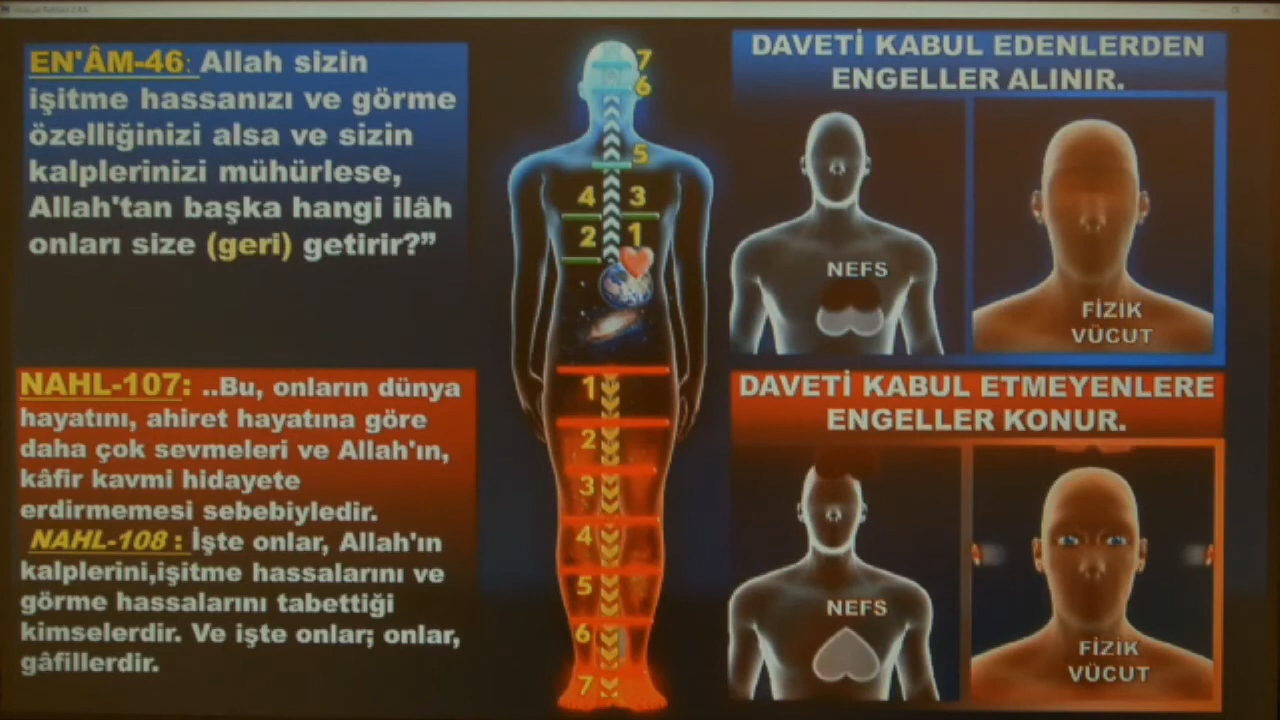 EN'ÂM-46: Allah sizin
işitme hassanızı ve görme
özelliğinizi alsa ve sizin
kalplerinizi mühürlese,
Allah'tan başka hangi ilâh
onları size (geri) getirir?”
NAHL-107: ..Bu, onların dünya
hayatını, ahiret hayatına göre
daha çok sevmeleri ve Allah'ın,
kâfir kavmi hidayete
erdirmemesi sebebiyledir.
NAHL-108 : İşte onlar, Allah'ın
kalplerini,işitme hassalarını ve
görme hassalarını tabettiği
kimselerdir. Ve işte onlar; onlar,
gâfillerdir.
7
6
5
4 3
2 1
1
2
3
4
5
6
7
DAVETİ KABUL EDENLERDEN
ENGELLER ALINIR.
NEFS
FİZİK
VÜCUT
DAVETİ KABUL ETMEYENLERE
ENGELLER KONUR.
NEFS
FİZİK
VÜCUT